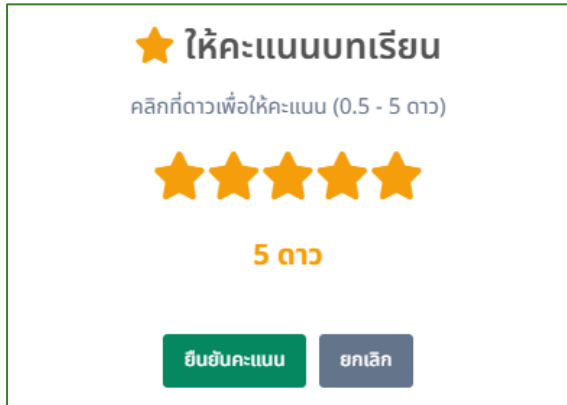 ให้คะแนนบทเรียน
คลิกที่ดาวเพื่อให้คะแนน (0.5 - 5 ดาว)
5 ดาว
ยืนยันคะแนน ยกเลิก